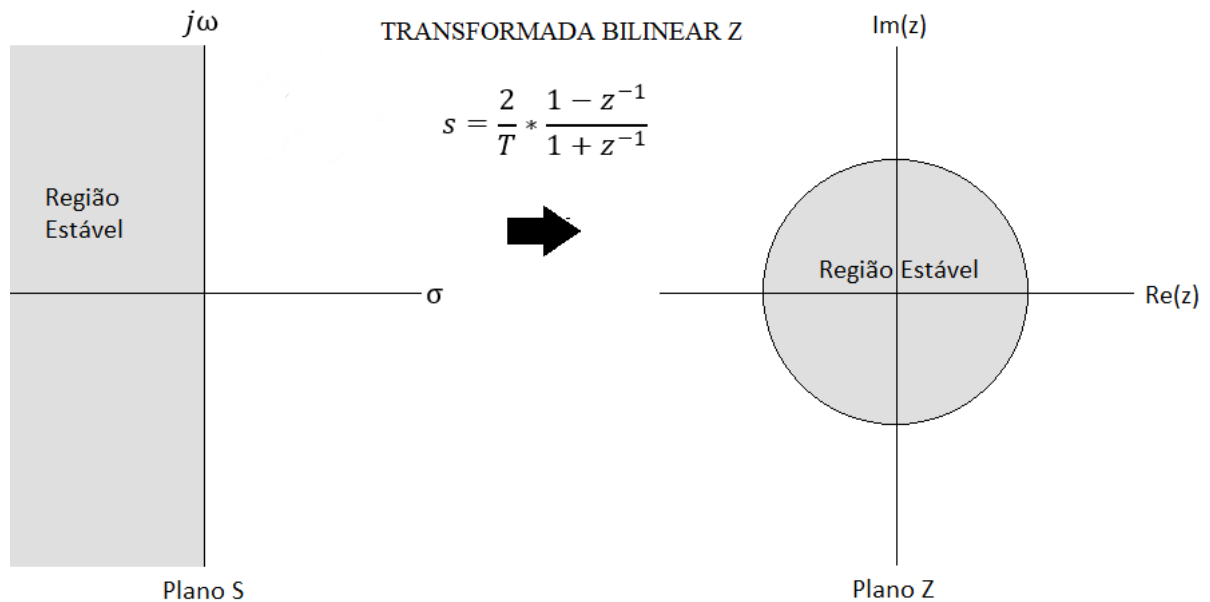 jω
TRANSFORMADA BILINEAR Z
Im(z)
s = 2/T * (1 − z⁻¹)/(1 + z⁻¹)
Região
Estável
Região Estável
σ
Re(z)
Plano S
Plano Z